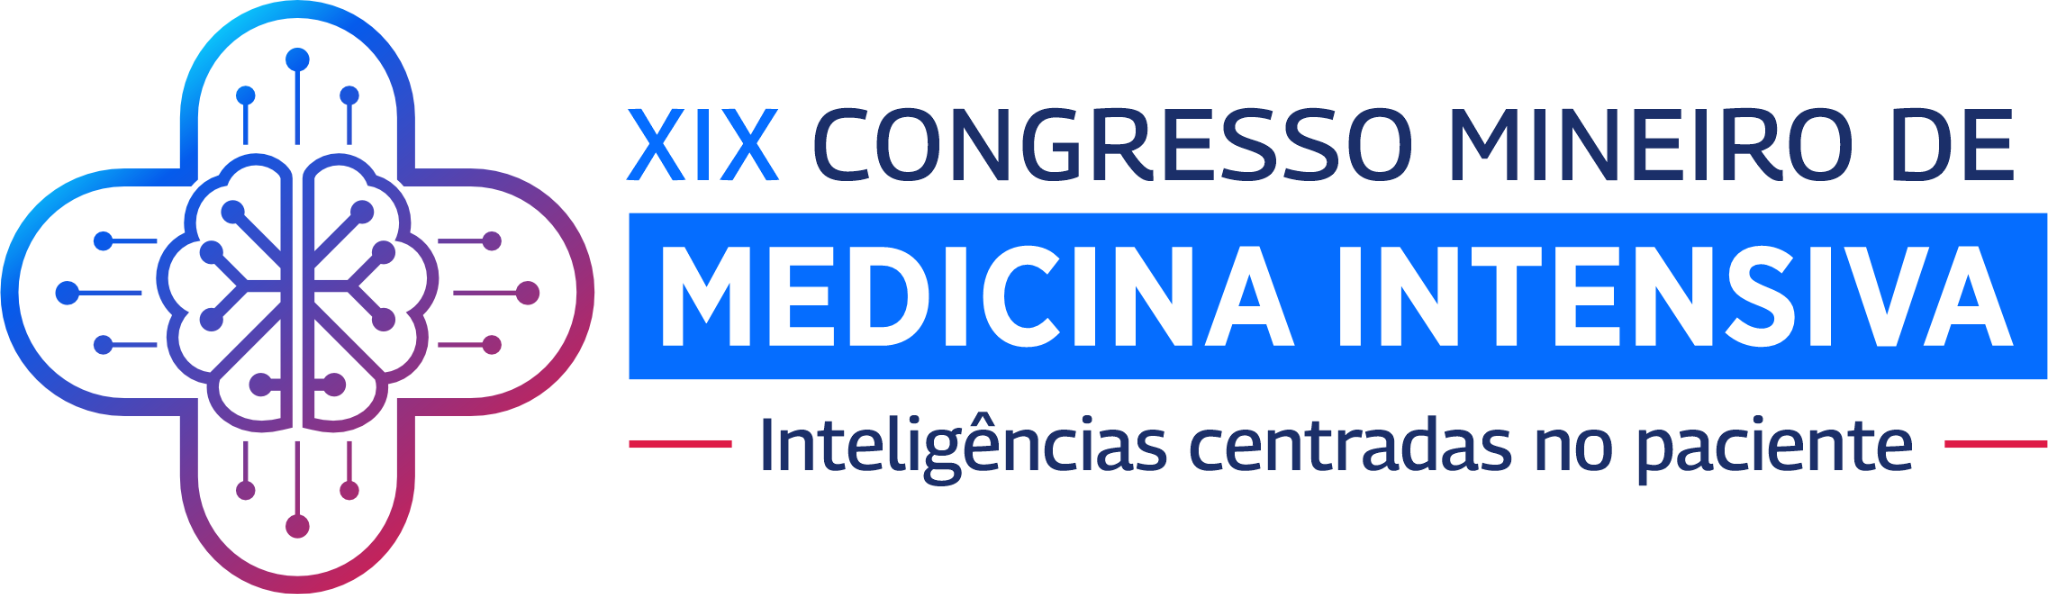 XIX CONGRESSO MINEIRO DE
MEDICINA INTENSIVA
Inteligências centradas no paciente